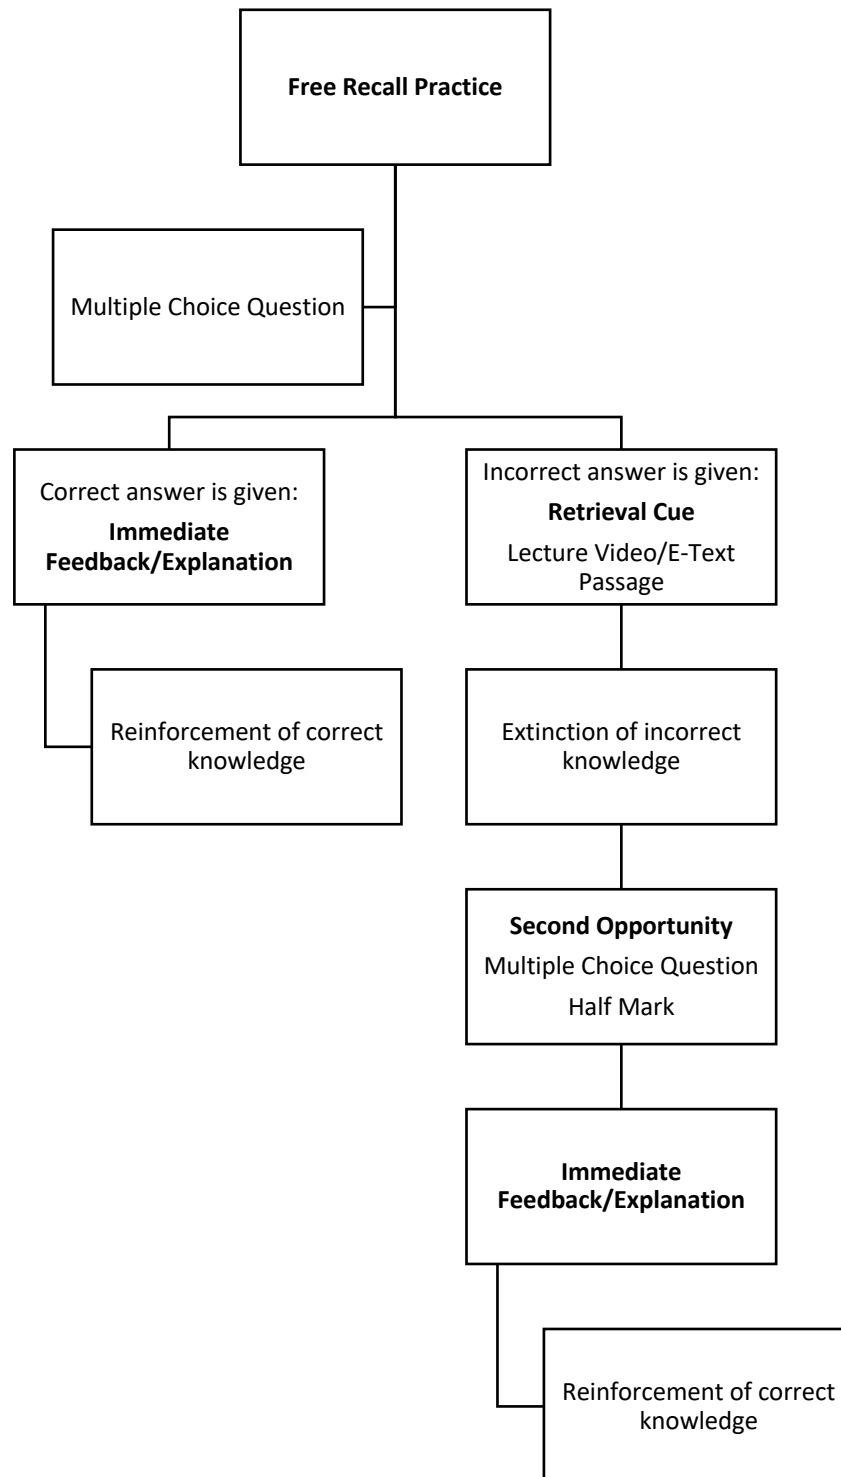 Free Recall Practice
Multiple Choice Question
Correct answer is given:
Immediate
Feedback/Explanation
Incorrect answer is given:
Retrieval Cue
Lecture Video/E-Text
Passage
Reinforcement of correct
knowledge
Extinction of incorrect
knowledge
Second Opportunity
Multiple Choice Question
Half Mark
Immediate
Feedback/Explanation
Reinforcement of correct
knowledge